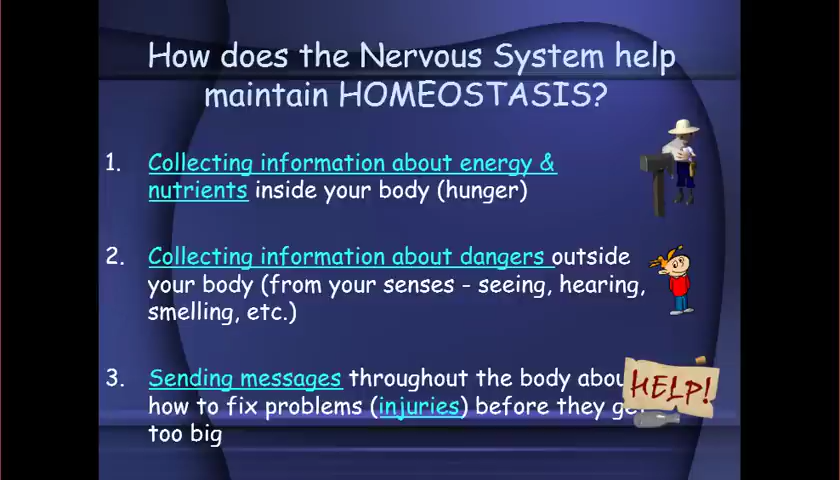 How does the Nervous System help
maintain HOMEOSTASIS?
1. Collecting information about energy &
nutrients inside your body (hunger)
2. Collecting information about dangers outside
your body (from your senses - seeing, hearing,
smelling, etc.)
3. Sending messages throughout the body abou
how to fix problems (injuries) before they ge
too big
HELP!